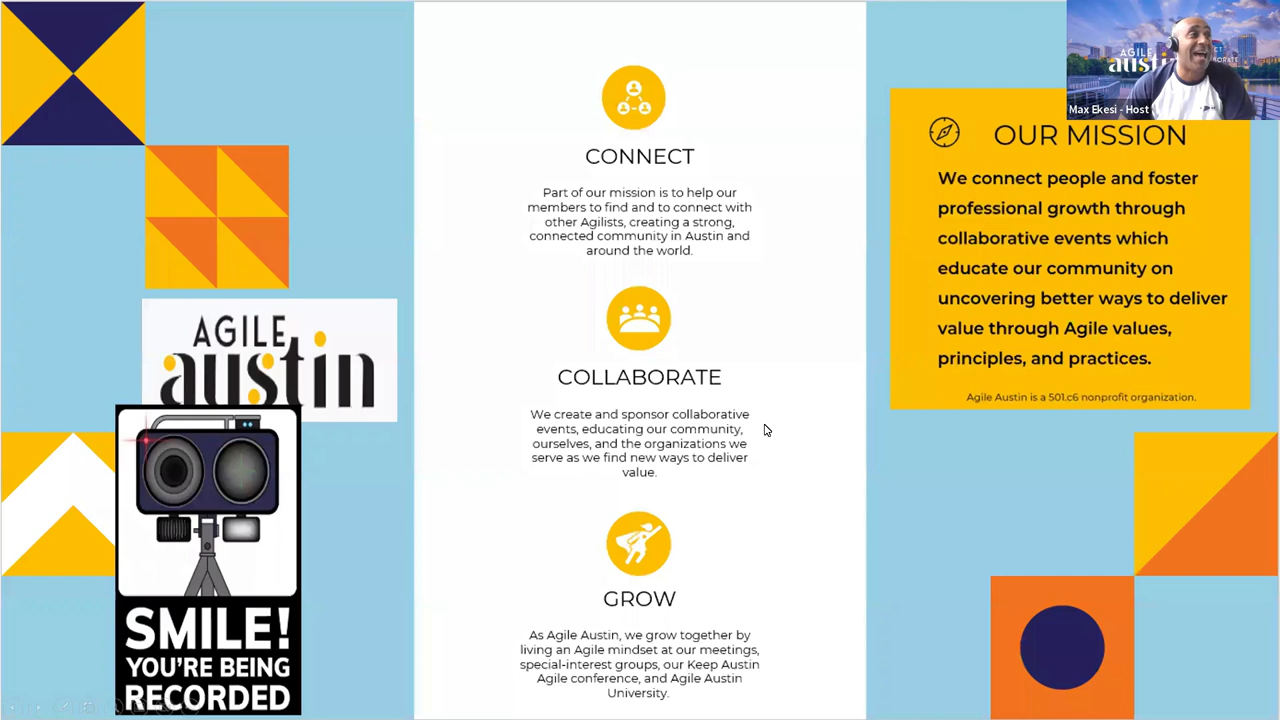 AGILE
austin
SMILE!
YOU'RE BEING
RECORDED
CONNECT
Part of our mission is to help our
members to find and to connect with
other Agilists, creating a strong,
connected community in Austin and
around the world.
COLLABORATE
We create and sponsor collaborative
events, educating our community,
ourselves, and the organizations we
serve as we find new ways to deliver
value.
GROW
As Agile Austin, we grow together by
living an Agile mindset at our meetings,
special-interest groups, our Keep Austin
Agile conference, and Agile Austin
University.
AGILE
austin
Max Ekesi - Host
OUR MISSION
We connect people and foster
professional growth through
collaborative events which
educate our community on
uncovering better ways to deliver
value through Agile values,
principles, and practices.
Agile Austin is a 501.c6 nonprofit organization.